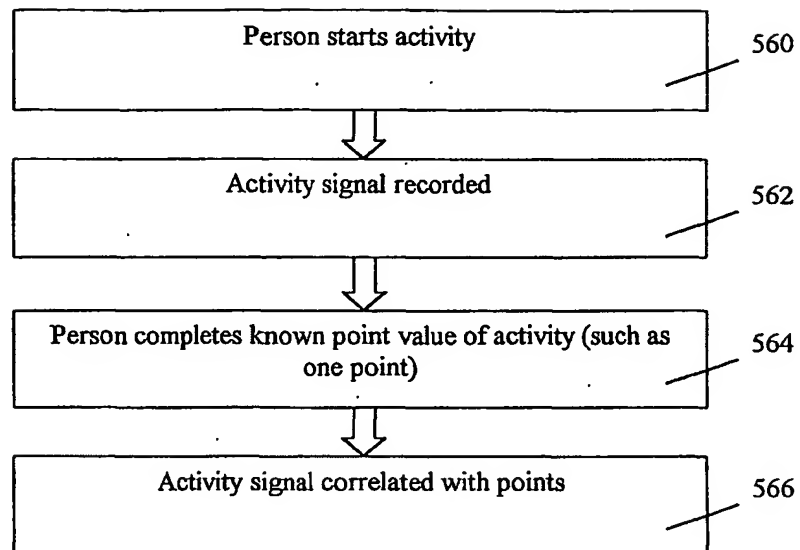 Person starts activity
560
Activity signal recorded
562
Person completes known point value of activity (such as
one point)
564
Activity signal correlated with points
566